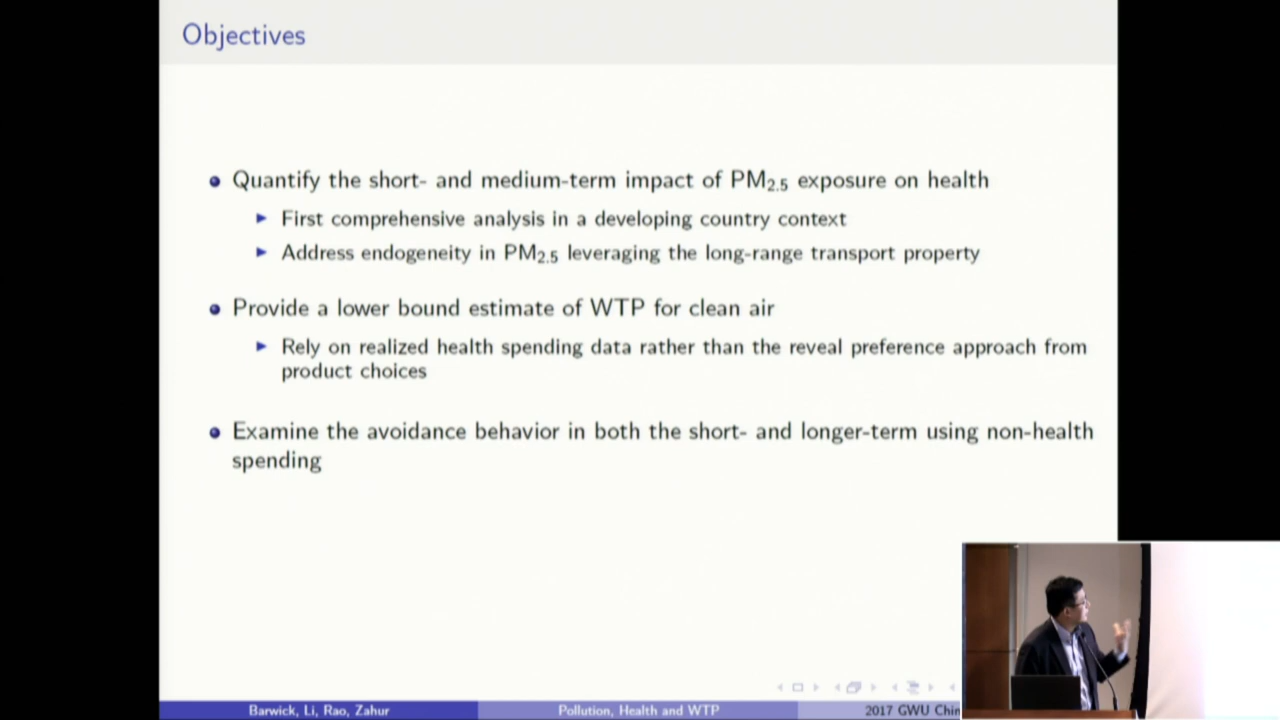 Objectives
Quantify the short- and medium-term impact of PM2.5 exposure on health
First comprehensive analysis in a developing country context
Address endogeneity in PM2.5 leveraging the long-range transport property
Provide a lower bound estimate of WTP for clean air
Rely on realized health spending data rather than the reveal preference approach from
product choices
Examine the avoidance behavior in both the short- and longer-term using non-health
spending
Barwick, Li, Rao, Zahur
Pollution, Health and WTP
2017 GWU Chin